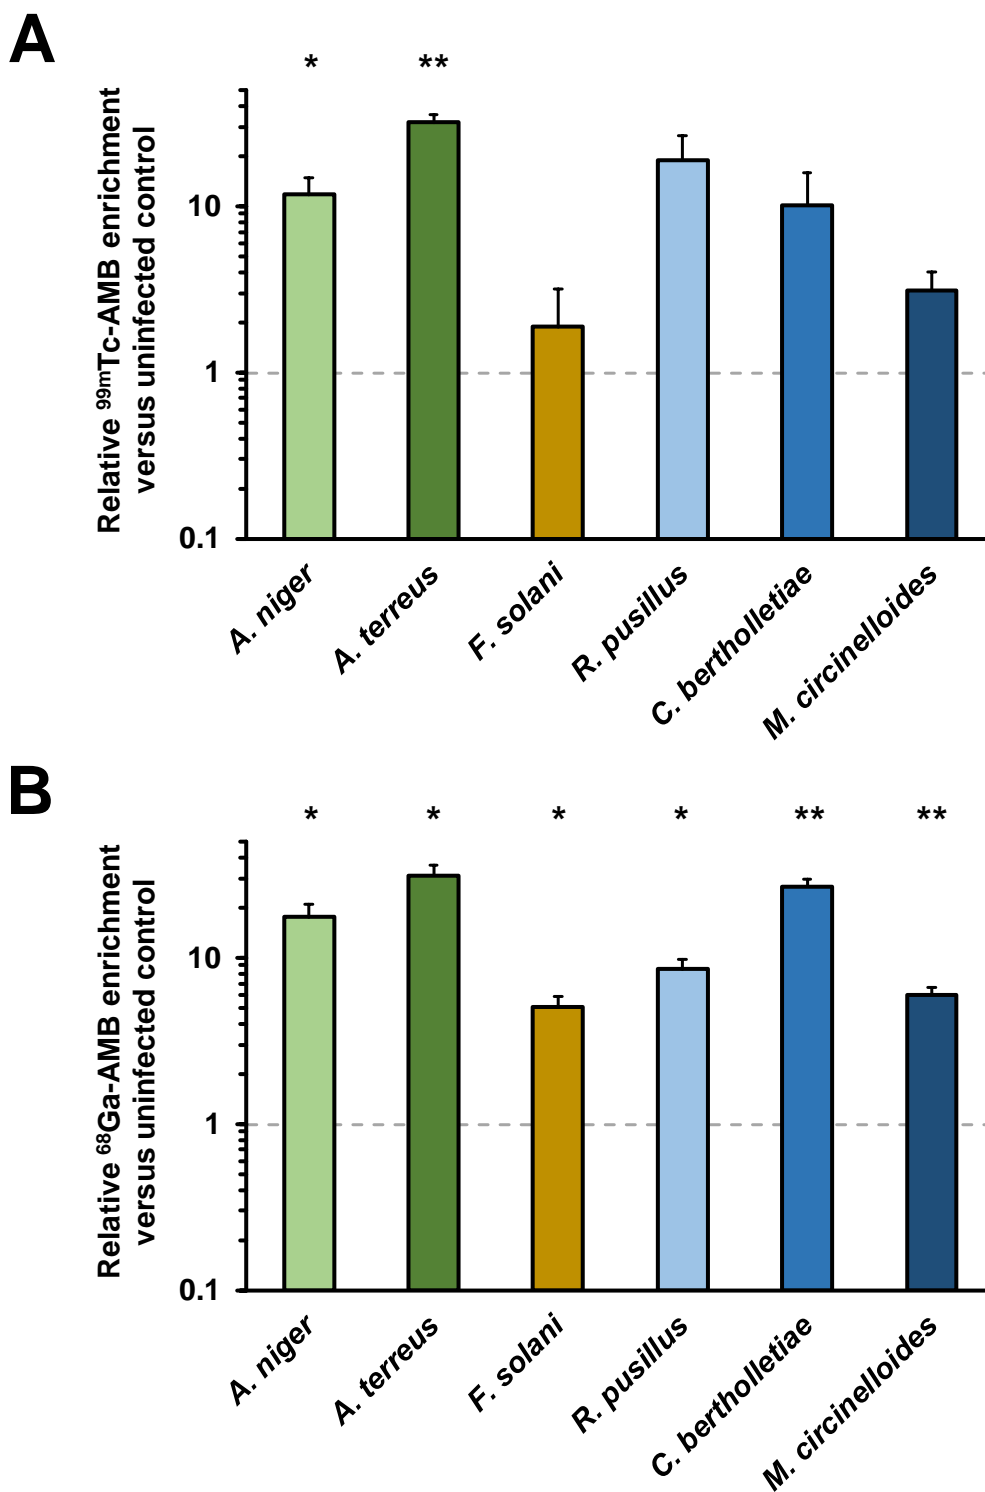 A
* **
Relative ⁹⁹ᵐTc-AMB enrichment
versus uninfected control
10
1
0.1
A. niger
A. terreus
F. solani
R. pusillus
C. bertholletiae
M. circinelloides
B
* * * * ** **
Relative ⁶⁸Ga-AMB enrichment
versus uninfected control
10
1
0.1
A. niger
A. terreus
F. solani
R. pusillus
C. bertholletiae
M. circinelloides